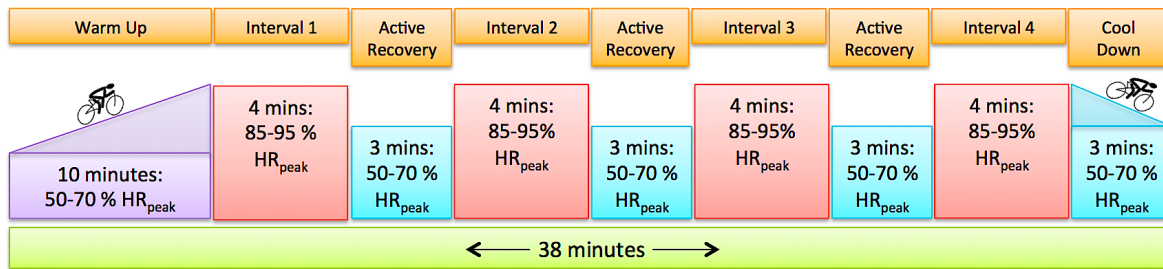 Warm Up
Interval 1
Active
Recovery
Interval 2
Active
Recovery
Interval 3
Active
Recovery
Interval 4
Cool
Down
10 minutes:
50-70 % HRpeak
4 mins:
85-95 %
HRpeak
3 mins:
50-70 %
HRpeak
4 mins:
85-95%
HRpeak
3 mins:
50-70 %
HRpeak
4 mins:
85-95%
HRpeak
3 mins:
50-70 %
HRpeak
4 mins:
85-95%
HRpeak
3 mins:
50-70 %
HRpeak
38 minutes